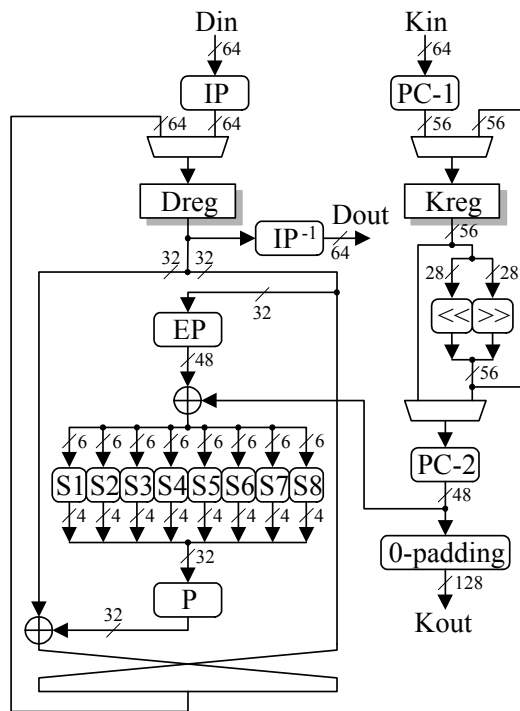 Din Kin
64 64
IP PC-1
64 64 56 56
Dreg Kreg
Dout
IP-1
64
56
32 32
28 28
32
EP
<< >>
48
56
6 6 6 6 6 6 6 6
PC-2
S1 S2 S3 S4 S5 S6 S7 S8
48
4 4 4 4 4 4 4 4
0-padding
32
128
P
Kout
32